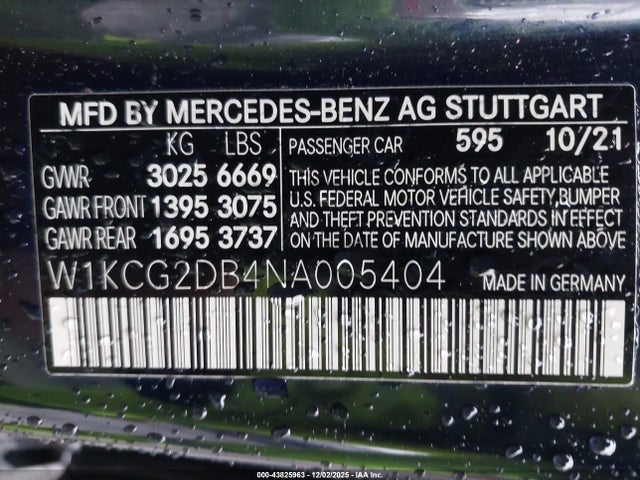 MFD BY MERCEDES-BENZ AG STUTTGART
KG LBS
GVWR 3025 6669
GAWR FRONT 1395 3075
GAWR REAR 1695 3737
PASSENGER CAR 595 10/21
THIS VEHICLE CONFORMS TO ALL APPLICABLE
U.S. FEDERAL MOTOR VEHICLE SAFETY, BUMPER
AND THEFT PREVENTION STANDARDS IN EFFECT
ON THE DATE OF MANUFACTURE SHOWN ABOVE
W1KCG2DB4NA005404 MADE IN GERMANY
000-43825963 - 12/02/2025 - IAA Inc.